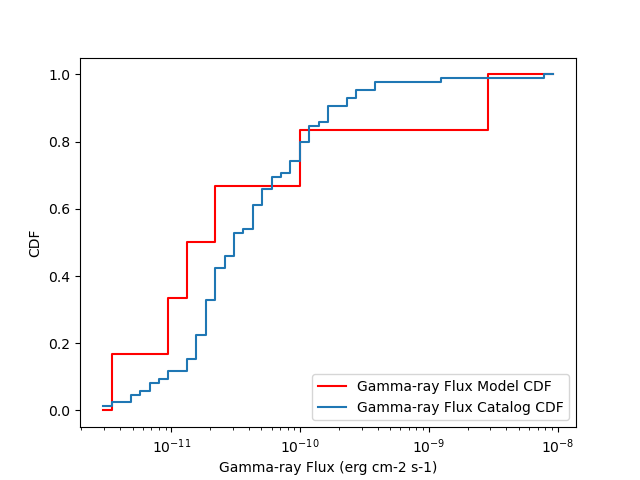 1.0
0.8
0.6
0.4
0.2
0.0
CDF
Gamma-ray Flux Model CDF
Gamma-ray Flux Catalog CDF
10⁻¹¹ 10⁻¹⁰ 10⁻⁹ 10⁻⁸
Gamma-ray Flux (erg cm-2 s-1)